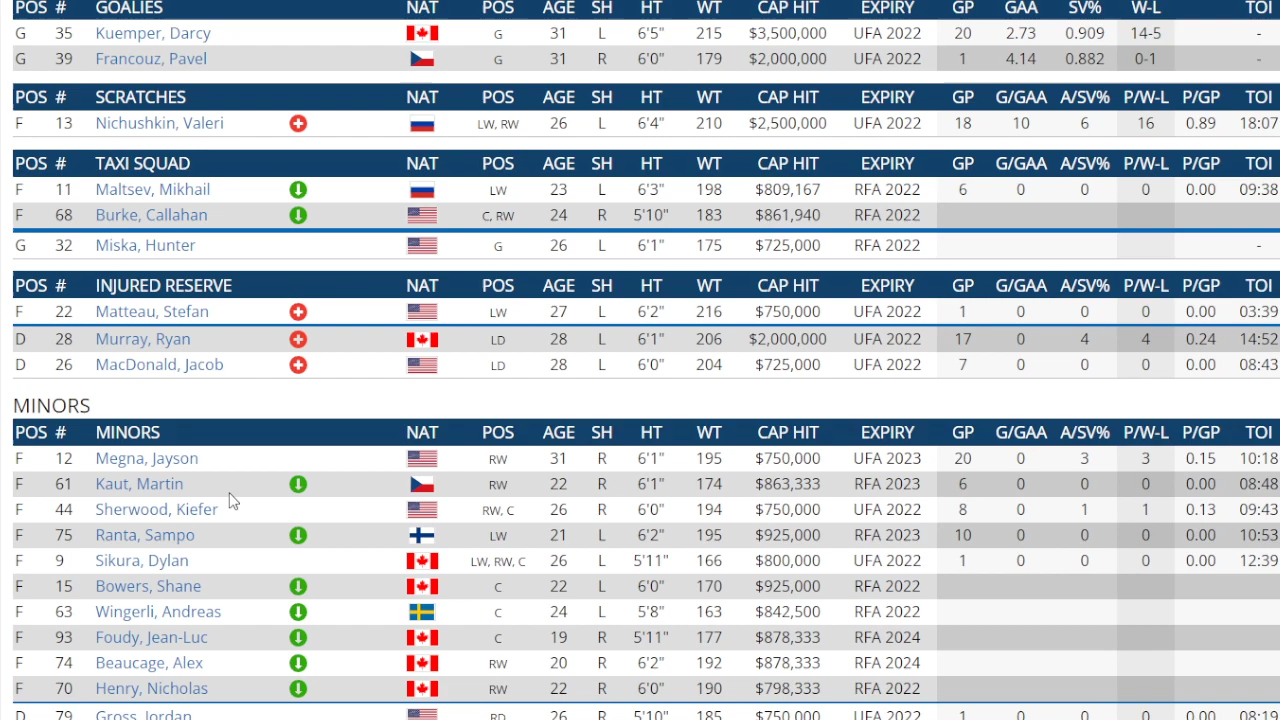 POS # GOALIES NAT POS AGE SH HT WT CAP HIT EXPIRY GP GAA SV% W-L TOI
G 35 Kuemper, Darcy G 31 L 6'5" 215 $3,500,000 UFA 2022 20 2.73 0.909 14-5 -
G 39 Francouz, Pavel G 31 R 6'0" 179 $2,000,000 UFA 2022 1 4.14 0.882 0-1 -
POS # SCRATCHES NAT POS AGE SH HT WT CAP HIT EXPIRY GP G/GAA A/SV% P/W-L P/GP TOI
F 13 Nichushkin, Valeri LW, RW 26 L 6'4" 210 $2,500,000 UFA 2022 18 10 6 16 0.89 18:07
POS # TAXI SQUAD NAT POS AGE SH HT WT CAP HIT EXPIRY GP G/GAA A/SV% P/W-L P/GP TOI
F 11 Maltsev, Mikhail LW 23 L 6'3" 198 $809,167 RFA 2022 6 0 0 0 0.00 09:38
F 68 Burke, Callahan C, RW 24 R 5'10" 183 $861,940 RFA 2022
G 32 Miska, Hunter G 26 L 6'1" 175 $725,000 RFA 2022 -
POS # INJURED RESERVE NAT POS AGE SH HT WT CAP HIT EXPIRY GP G/GAA A/SV% P/W-L P/GP TOI
F 22 Matteau, Stefan LW 27 L 6'2" 216 $750,000 UFA 2022 1 0 0 0 0.00 03:39
D 28 Murray, Ryan LD 28 L 6'1" 206 $2,000,000 UFA 2022 17 0 4 4 0.24 14:52
D 26 MacDonald, Jacob LD 28 L 6'0" 204 $725,000 UFA 2022 7 0 0 0 0.00 08:43
MINORS
POS # MINORS NAT POS AGE SH HT WT CAP HIT EXPIRY GP G/GAA A/SV% P/W-L P/GP TOI
F 12 Megna, Jayson RW 31 R 6'1" 195 $750,000 UFA 2023 20 0 3 3 0.15 10:18
F 61 Kaut, Martin RW 22 R 6'1" 174 $863,333 RFA 2023 6 0 0 0 0.00 08:48
F 44 Sherwood, Kiefer RW, C 26 R 6'0" 194 $750,000 UFA 2022 8 0 1 1 0.13 09:43
F 75 Ranta, Sampo LW 21 L 6'2" 195 $925,000 RFA 2023 10 0 0 0 0.00 10:53
F 9 Sikura, Dylan LW, RW, C 26 L 5'11" 166 $800,000 UFA 2022 1 0 0 0 0.00 12:39
F 15 Bowers, Shane C 22 L 6'0" 170 $925,000 RFA 2022
F 63 Wingerli, Andreas C 24 L 5'8" 163 $842,500 RFA 2022
F 93 Foudy, Jean-Luc C 19 R 5'11" 177 $878,333 RFA 2024
F 74 Beaucage, Alex RW 20 R 6'2" 192 $878,333 RFA 2024
F 70 Henry, Nicholas RW 22 R 6'0" 190 $798,333 RFA 2022
D 79 Gross, Jordan RD 26 R 5'10" 185 $750,000 UFA 2022 1 0 0 0 0.00 08:19